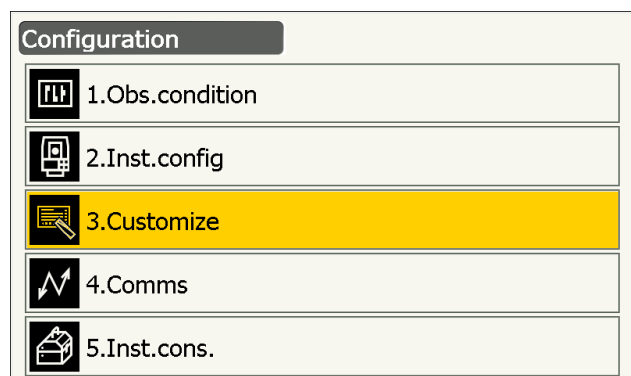 Configuration
1.Obs.condition
2.Inst.config
3.Customize
4.Comms
5.Inst.cons.